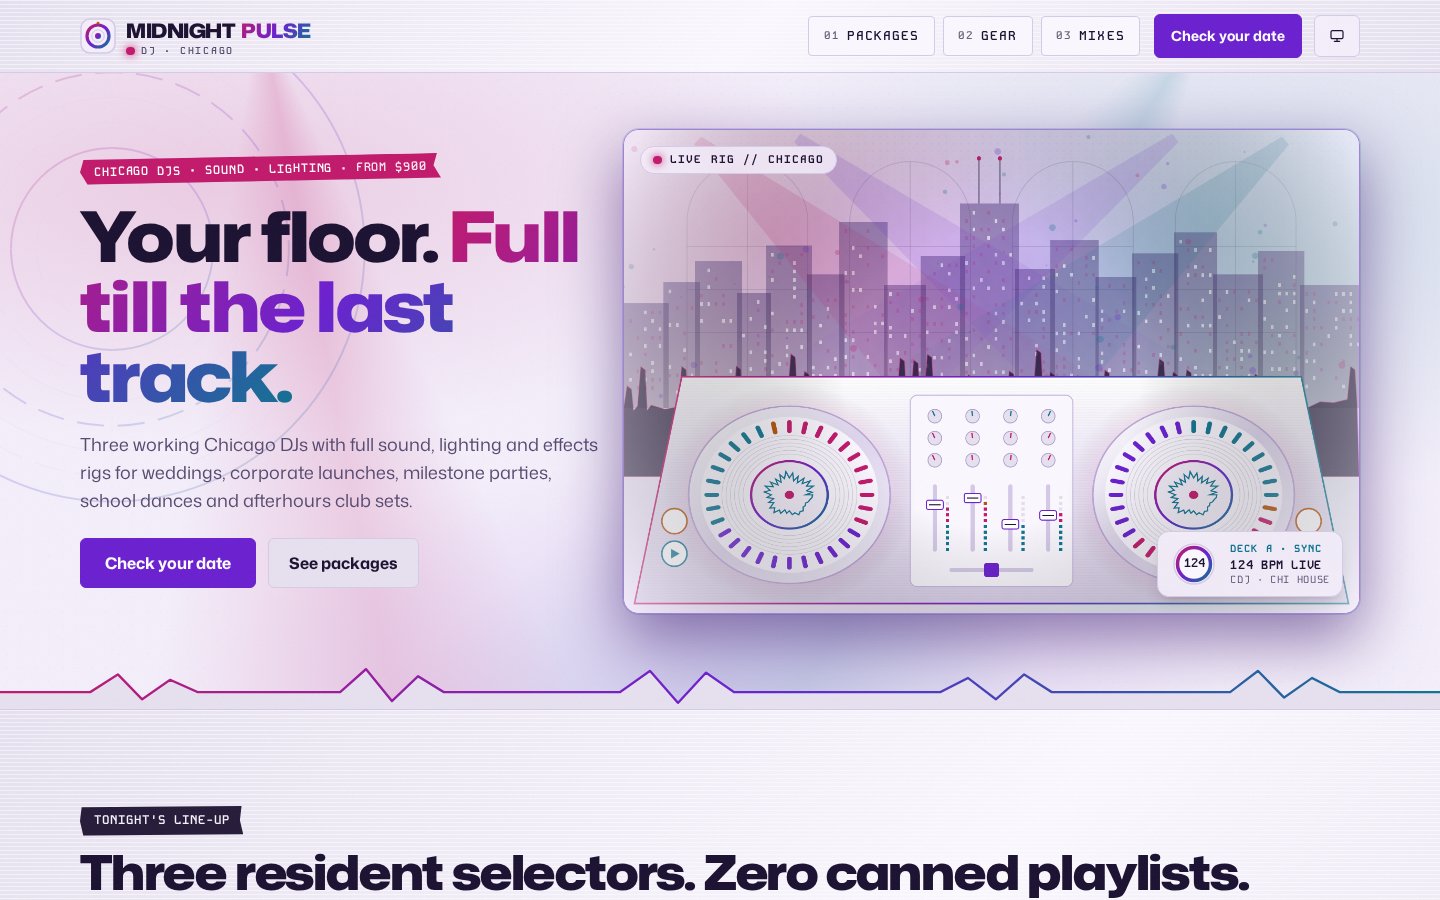 MIDNIGHT PULSE
DJ · CHICAGO
01 PACKAGES
02 GEAR
03 MIXES
Check your date
CHICAGO DJS · SOUND · LIGHTING · FROM $900
Your floor. Full
till the last
track.
Three working Chicago DJs with full sound, lighting and effects
rigs for weddings, corporate launches, milestone parties,
school dances and afterhours club sets.
Check your date
See packages
LIVE RIG // CHICAGO
124
DECK A · SYNC
124 BPM LIVE
CDJ · CHI HOUSE
TONIGHT'S LINE-UP
Three resident selectors. Zero canned playlists.